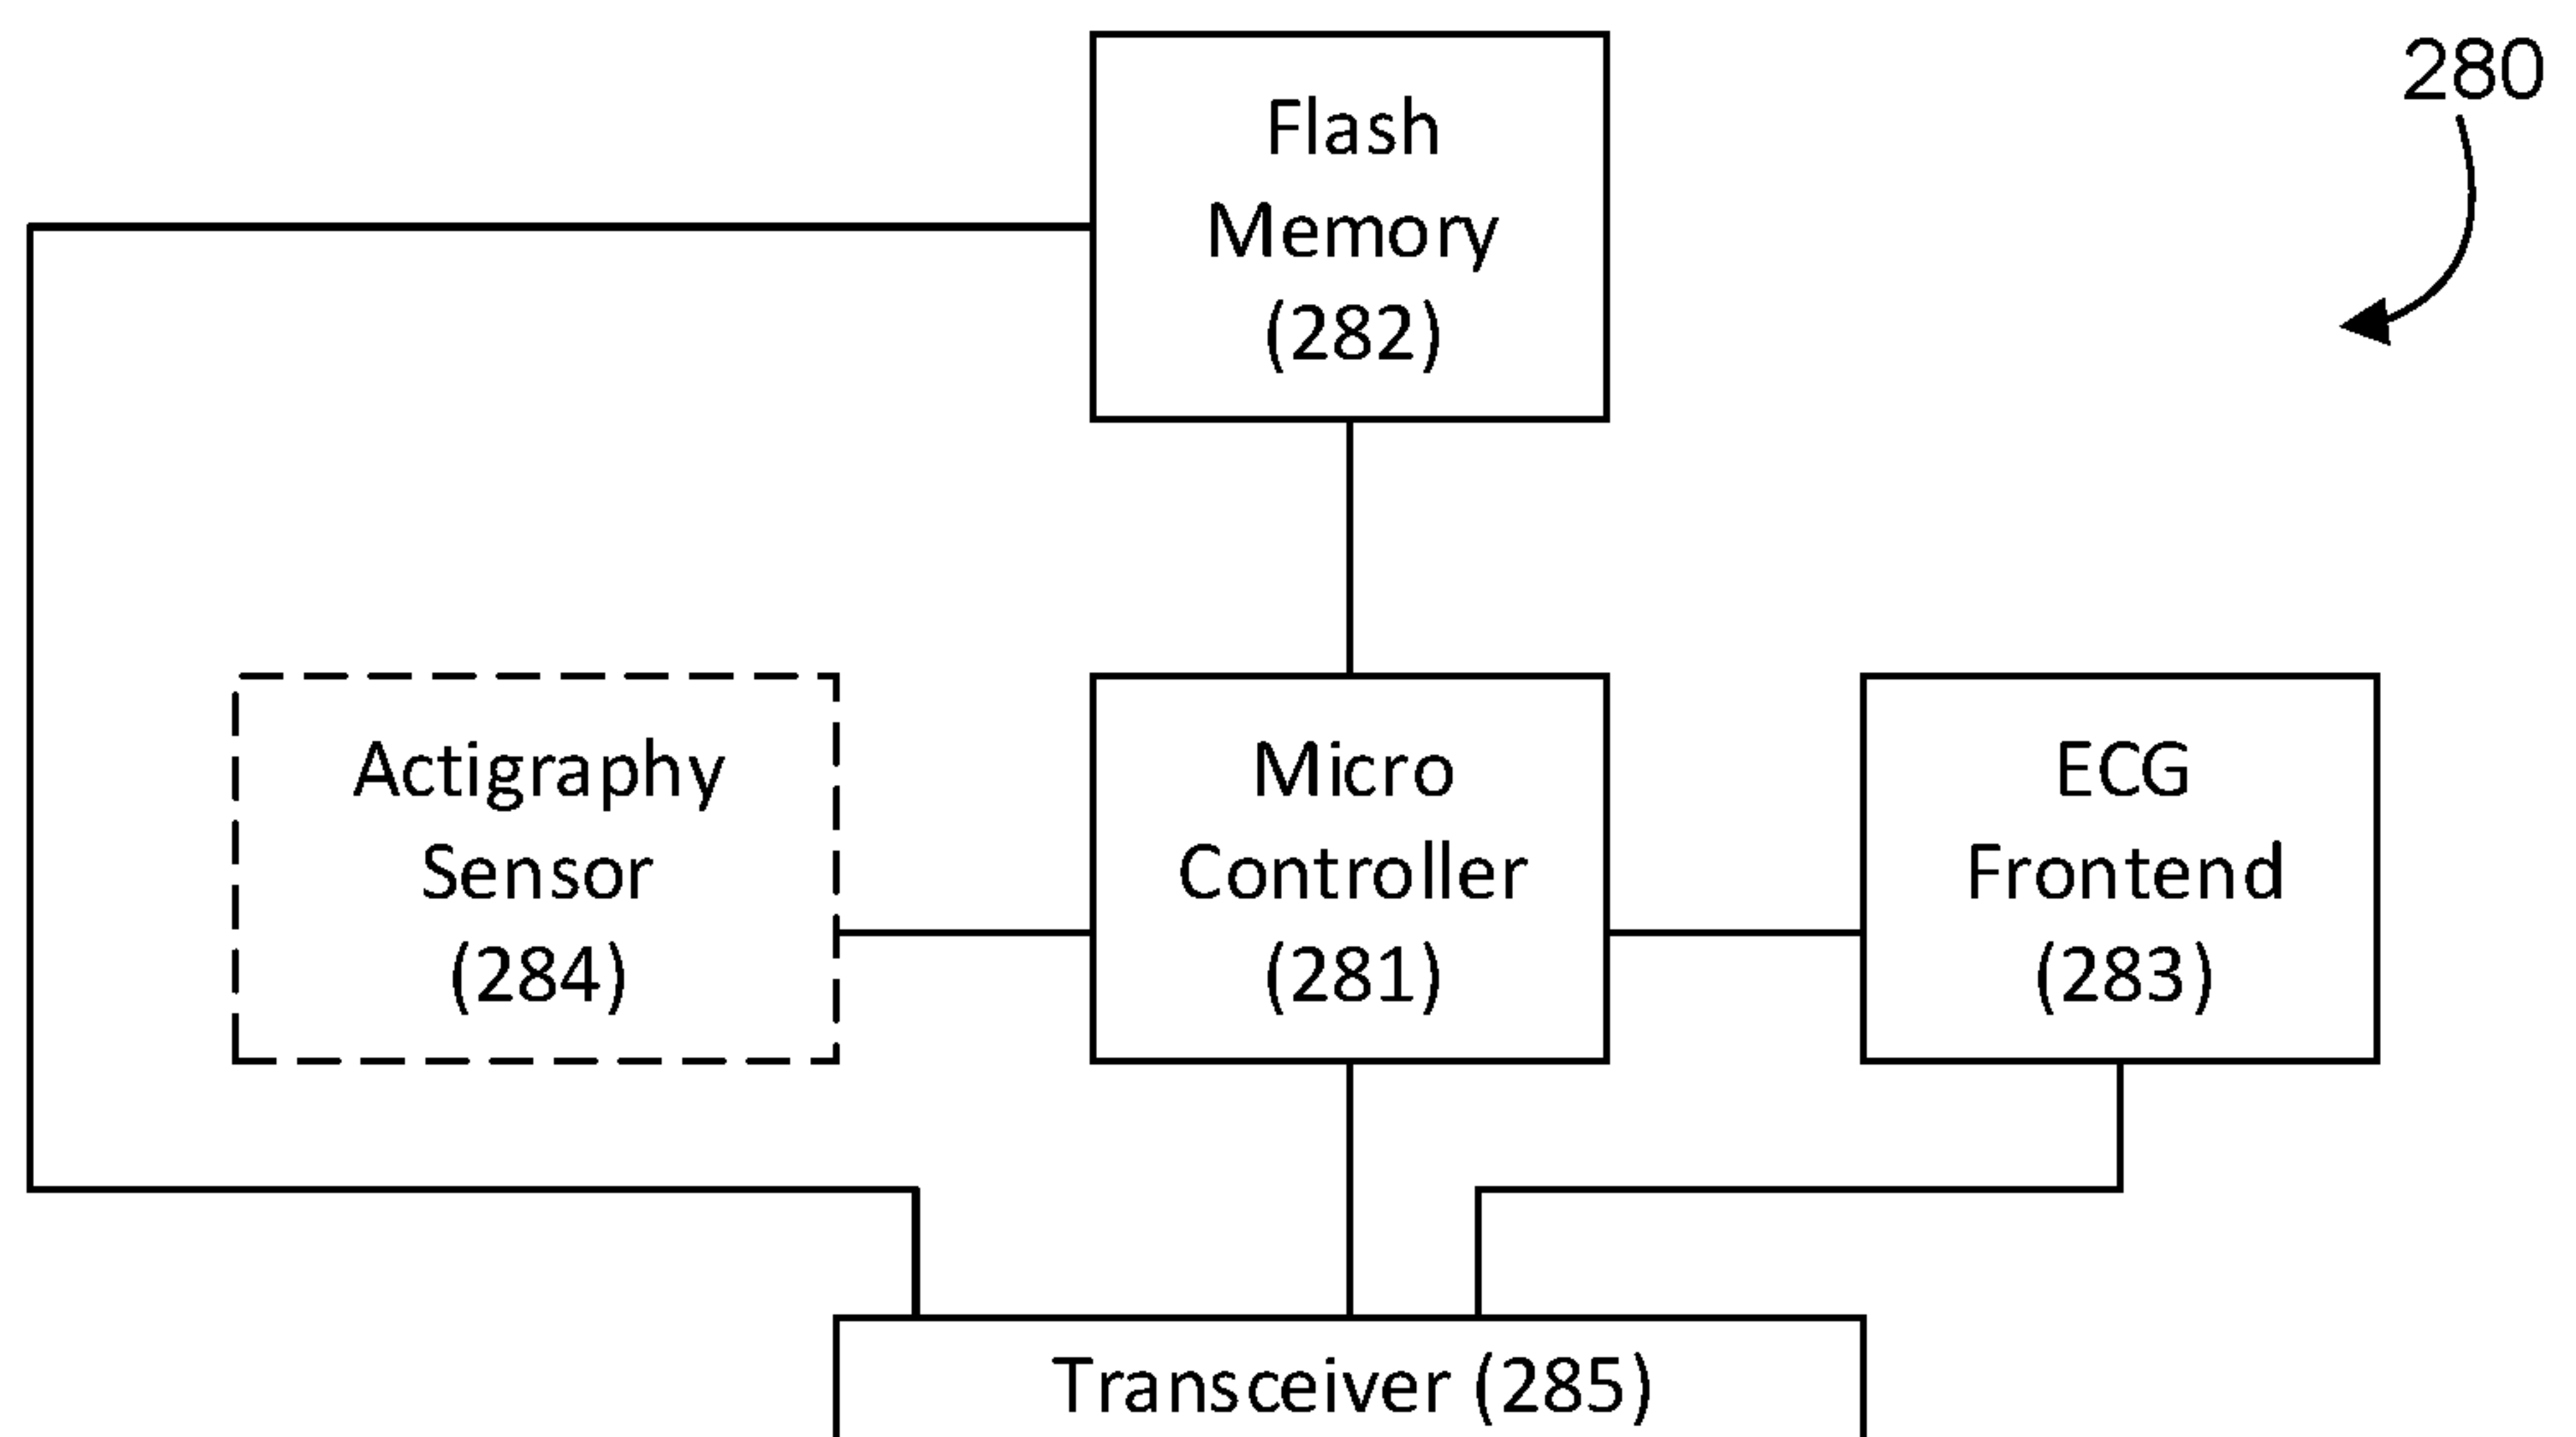 280
Flash
Memory
(282)
Actigraphy
Sensor
(284)
Micro
Controller
(281)
ECG
Frontend
(283)
Transceiver (285)